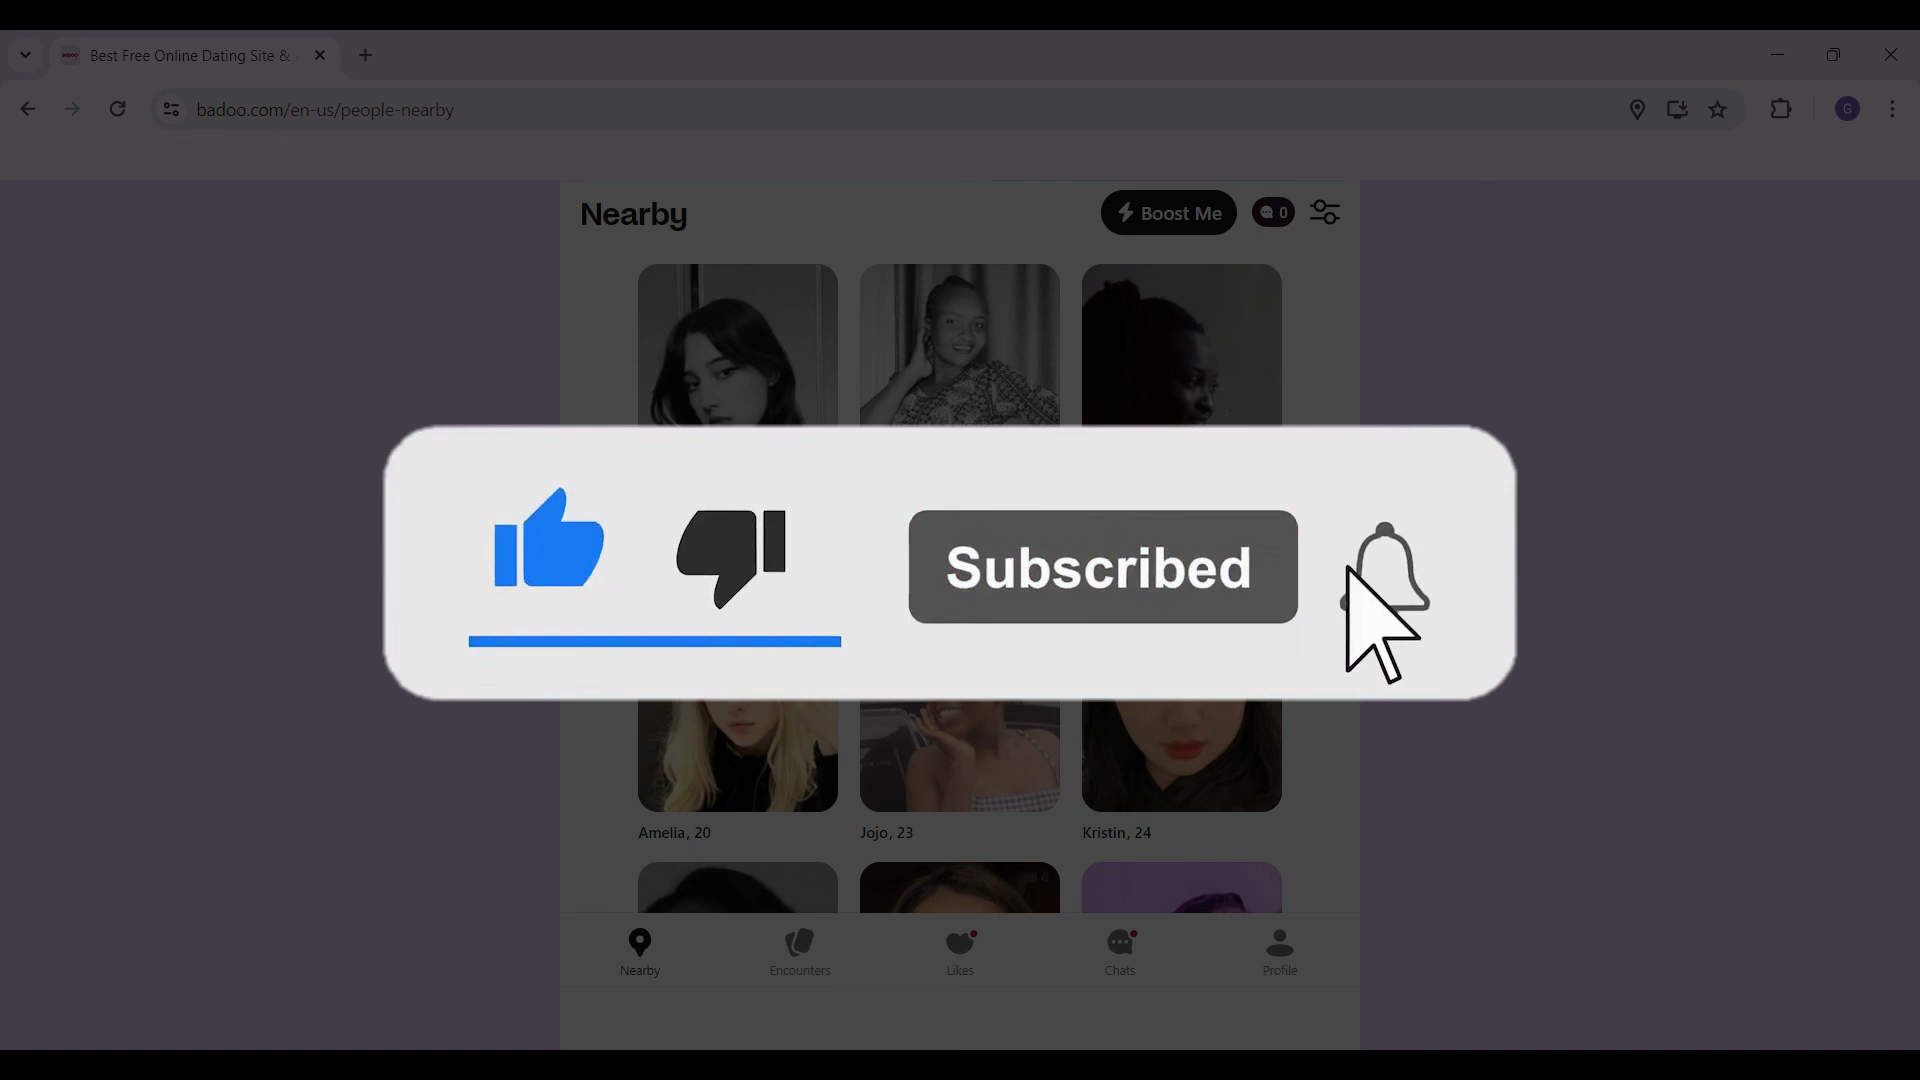 Best Free Online Dating Site &
badoo.com/en-us/people-nearby
G
Nearby
Boost Me
0
Subscribed
Amelia, 20
Jojo, 23
Kristin, 24
Nearby
Encounters
Likes
Chats
Profile